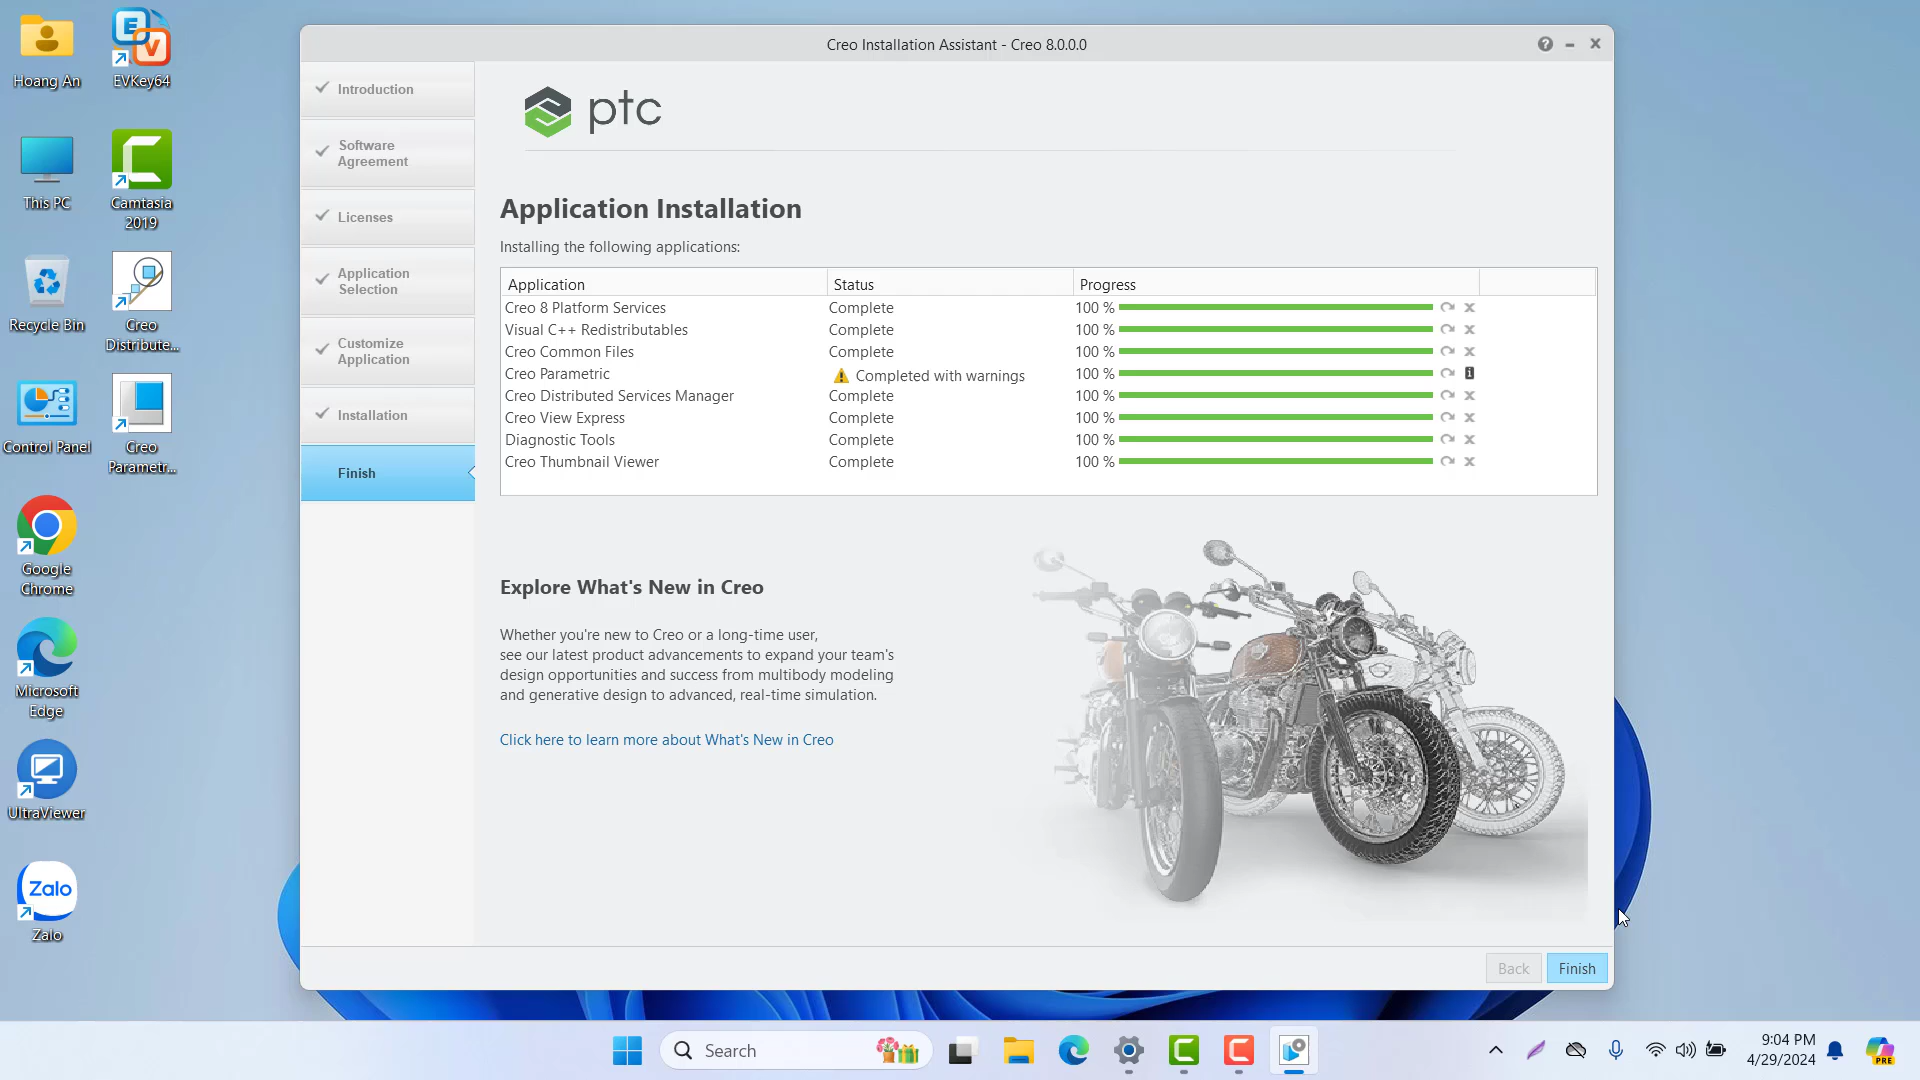 Creo Installation Assistant - Creo 8.0.0.0
Hoang An
EVKey64
This PC
Camtasia
2019
Recycle Bin
Creo
Distribute...
Control Panel
Creo
Parametr...
Google
Chrome
Microsoft
Edge
UltraViewer
Zalo
Zalo
Introduction
Software
Agreement
Licenses
Application
Selection
Customize
Application
Installation
Finish
ptc
Application Installation
Installing the following applications:
Application Status Progress
Creo 8 Platform Services Complete 100 %
Visual C++ Redistributables Complete 100 %
Creo Common Files Complete 100 %
Creo Parametric Completed with warnings 100 %
Creo Distributed Services Manager Complete 100 %
Creo View Express Complete 100 %
Diagnostic Tools Complete 100 %
Creo Thumbnail Viewer Complete 100 %
Explore What's New in Creo
Whether you're new to Creo or a long-time user,
see our latest product advancements to expand your team's
design opportunities and success from multibody modeling
and generative design to advanced, real-time simulation.
Click here to learn more about What's New in Creo
Back Finish
Search
9:04 PM
4/29/2024
PRE